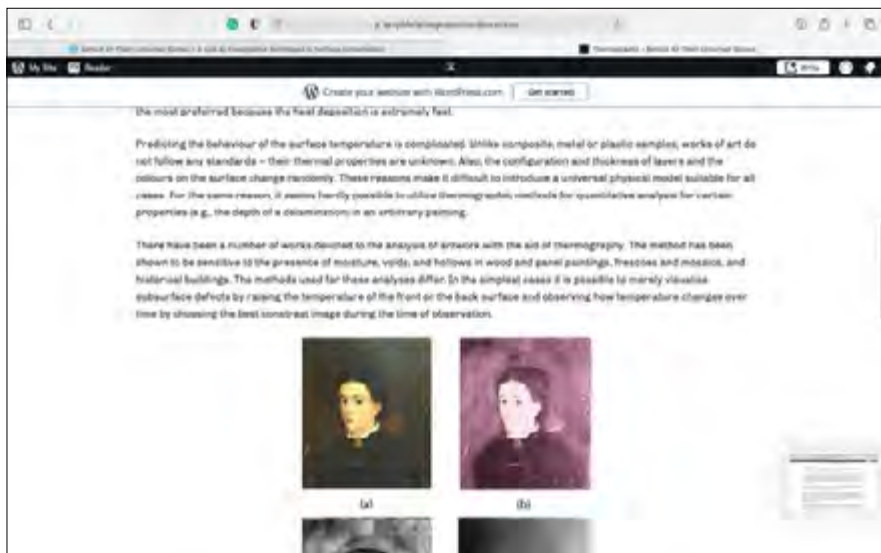 My Site Reader Write
Create your website with WordPress.com Get started
the most preferred because the heat deposition is extremely fast.
Predicting the behaviour of the surface temperature is complicated. Unlike composite, metal or plastic samples, works of art do
not follow any standards – their thermal properties are unknown. Also, the configuration and thickness of layers and the
colours on the surface change randomly. These reasons make it difficult to introduce a universal physical model suitable for all
cases. For the same reason, it seems hardly possible to utilize thermographic methods for quantitative analysis for certain
properties (e.g., the depth of a delamination) in an arbitrary painting.
There have been a number of works devoted to the analysis of artwork with the aid of thermography. The method has been
shown to be sensitive to the presence of moisture, voids, and hollows in wood and panel paintings, frescoes and mosaics, and
historical buildings. The methods used for these analyses differ. In the simplest cases it is possible to merely visualise
subsurface defects by raising the temperature of the front or the back surface and observing how temperature changes over
time by choosing the best constrast image during the time of observation.
(a) (b)